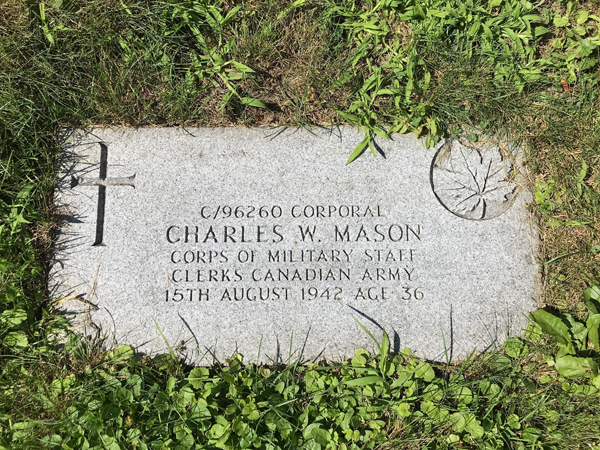 C/96260 CORPORAL
CHARLES W. MASON
CORPS OF MILITARY STAFF
CLERKS CANADIAN ARMY
15TH AUGUST 1942 AGE 36